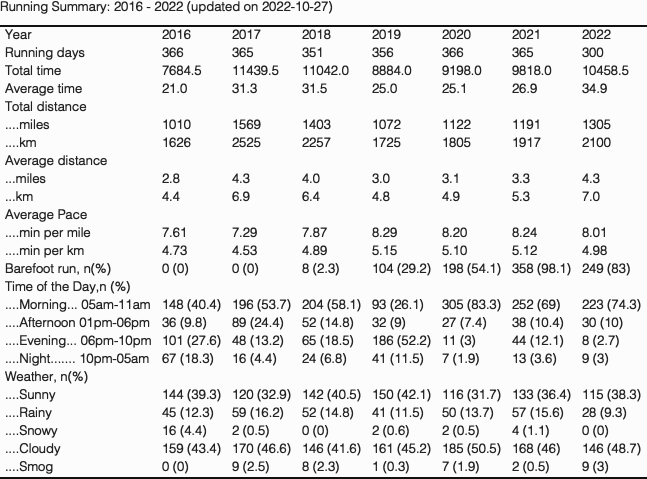 Running Summary: 2016 - 2022 (updated on 2022-10-27)
Year 2016 2017 2018 2019 2020 2021 2022
Running days 366 365 351 356 366 365 300
Total time 7684.5 11439.5 11042.0 8884.0 9198.0 9818.0 10458.5
Average time 21.0 31.3 31.5 25.0 25.1 26.9 34.9
Total distance
....miles 1010 1569 1403 1072 1122 1191 1305
....km 1626 2525 2257 1725 1805 1917 2100
Average distance
...miles 2.8 4.3 4.0 3.0 3.1 3.3 4.3
...km 4.4 6.9 6.4 4.8 4.9 5.3 7.0
Average Pace
....min per mile 7.61 7.29 7.87 8.29 8.20 8.24 8.01
....min per km 4.73 4.53 4.89 5.15 5.10 5.12 4.98
Barefoot run, n(%) 0 (0) 0 (0) 8 (2.3) 104 (29.2) 198 (54.1) 358 (98.1) 249 (83)
Time of the Day,n (%)
....Morning... 05am-11am 148 (40.4) 196 (53.7) 204 (58.1) 93 (26.1) 305 (83.3) 252 (69) 223 (74.3)
....Afternoon 01pm-06pm 36 (9.8) 89 (24.4) 52 (14.8) 32 (9) 27 (7.4) 38 (10.4) 30 (10)
....Evening... 06pm-10pm 101 (27.6) 48 (13.2) 65 (18.5) 186 (52.2) 11 (3) 44 (12.1) 8 (2.7)
....Night....... 10pm-05am 67 (18.3) 16 (4.4) 24 (6.8) 41 (11.5) 7 (1.9) 13 (3.6) 9 (3)
Weather, n(%)
....Sunny 144 (39.3) 120 (32.9) 142 (40.5) 150 (42.1) 116 (31.7) 133 (36.4) 115 (38.3)
....Rainy 45 (12.3) 59 (16.2) 52 (14.8) 41 (11.5) 50 (13.7) 57 (15.6) 28 (9.3)
....Snowy 16 (4.4) 2 (0.5) 0 (0) 2 (0.6) 2 (0.5) 4 (1.1) 0 (0)
....Cloudy 159 (43.4) 170 (46.6) 146 (41.6) 161 (45.2) 185 (50.5) 168 (46) 146 (48.7)
....Smog 0 (0) 9 (2.5) 8 (2.3) 1 (0.3) 7 (1.9) 2 (0.5) 9 (3)